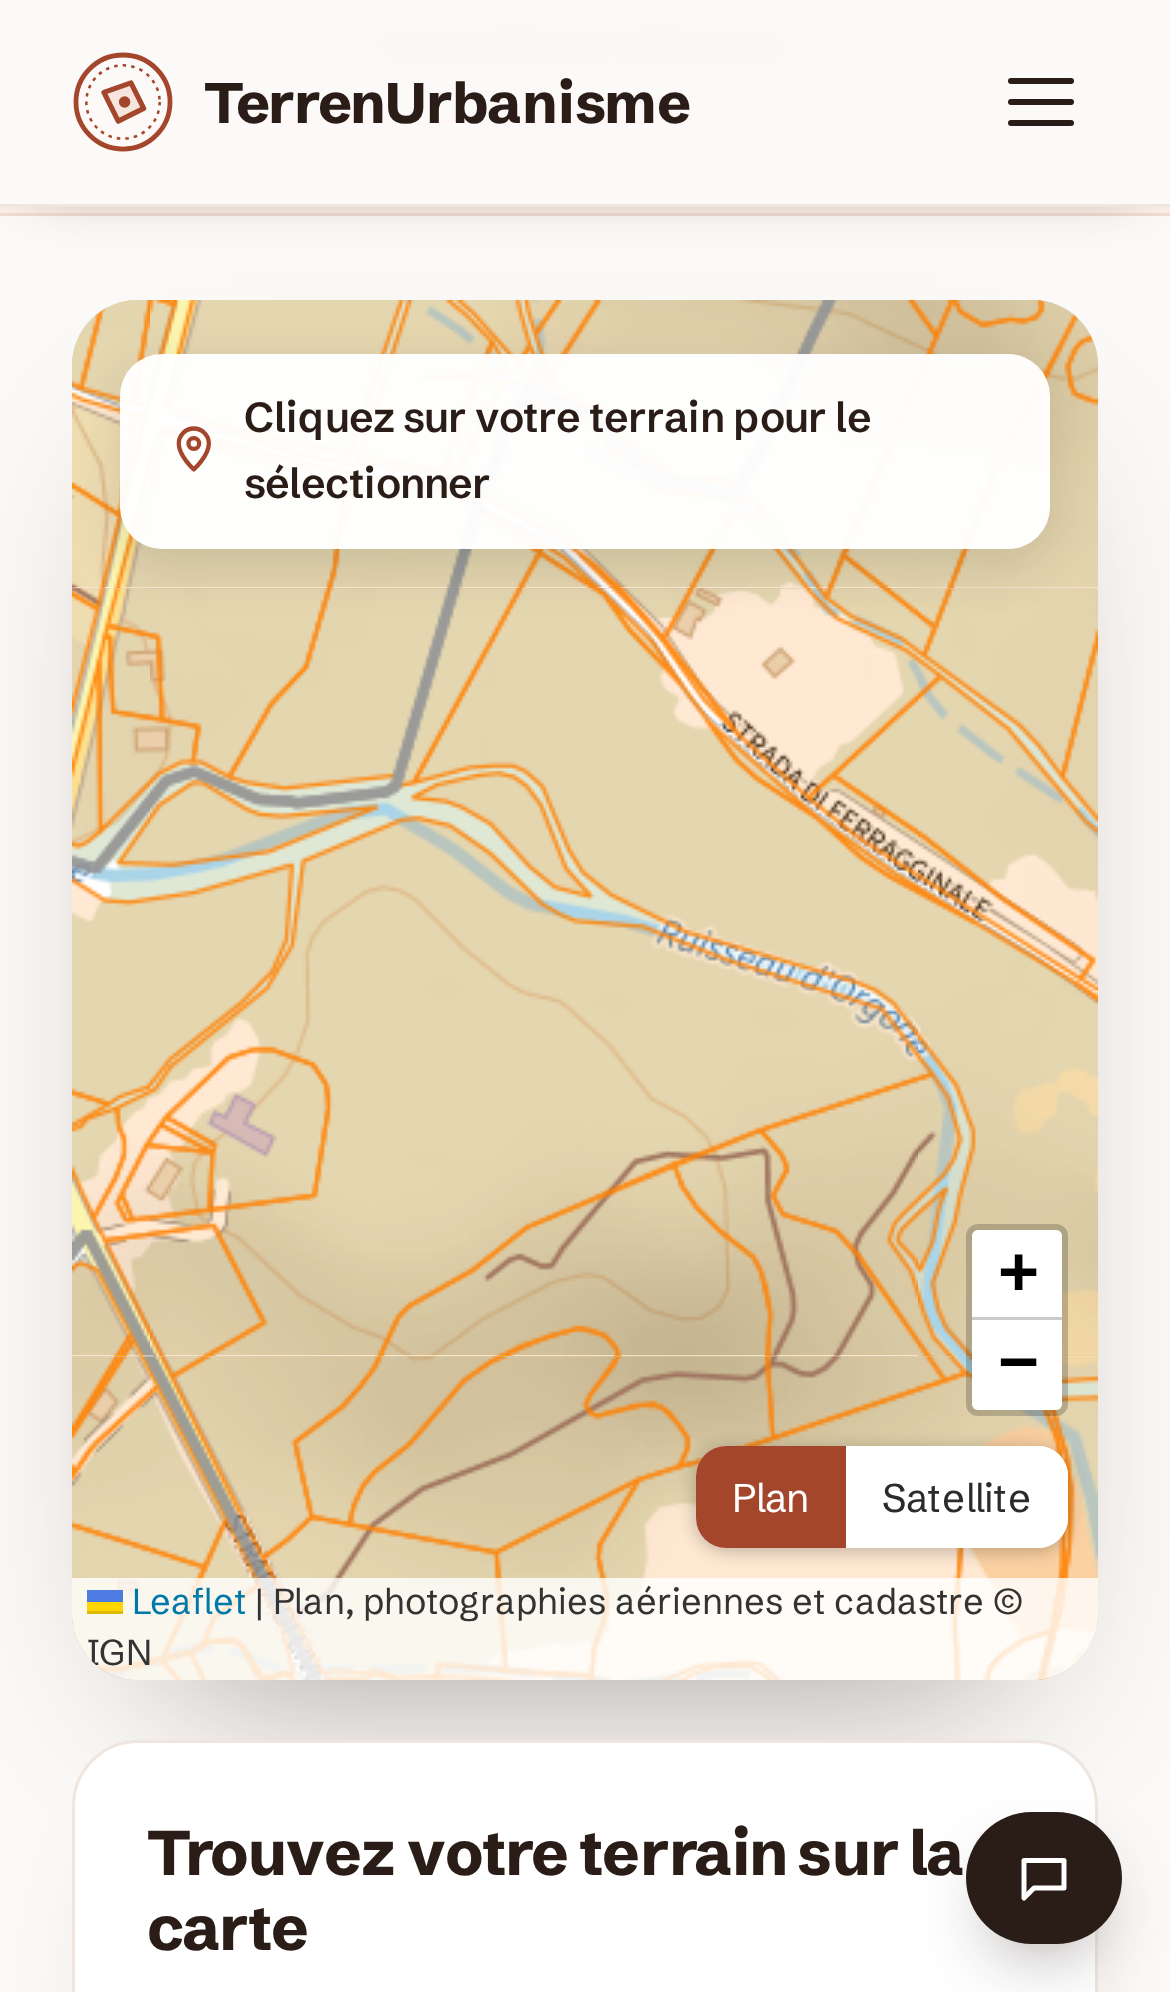 TerrenUrbanisme
Cliquez sur votre terrain pour le
sélectionner
STRADA DI FERRAGGINALE
Ruisseau d'Orgone
+
−
Plan Satellite
Leaflet | Plan, photographies aériennes et cadastre ©
IGN
Trouvez votre terrain sur la
carte